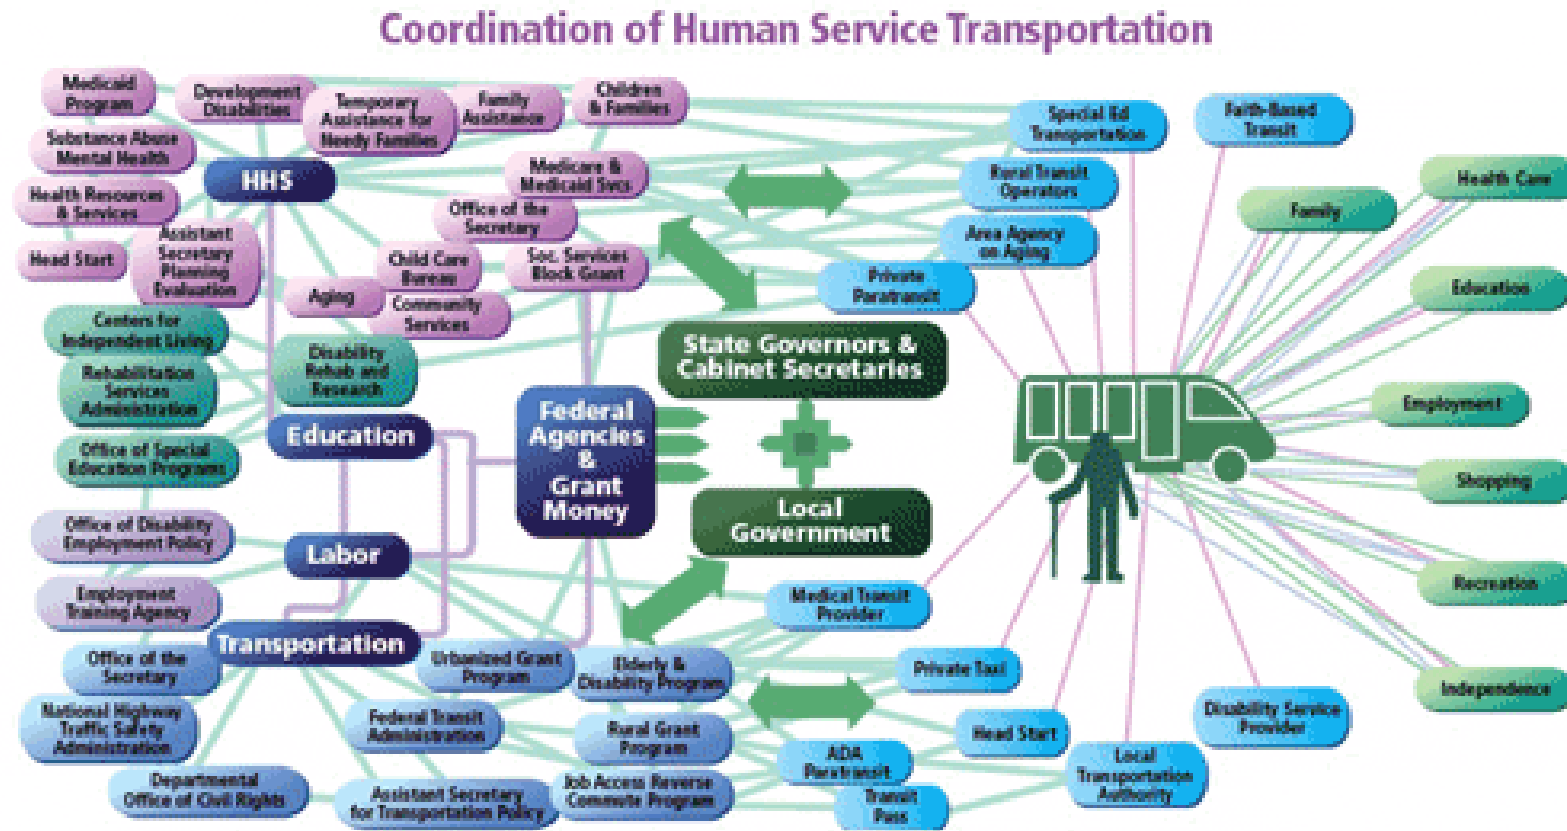 Coordination of Human Service Transportation
Medicaid
Program
Development
Disabilities
Temporary
Assistance for
Needy Families
Family
Assistance
Children
& Families
Substance Abuse
Mental Health
HHS
Medicare &
Medicaid Svcs
Health Resources
& Services
Office of the
Secretary
Head Start
Assistant
Secretary
Planning
Evaluation
Child Care
Bureau
Soc. Services
Block Grant
Aging
Community
Services
Centers for
Independent Living
Disability
Rehab and
Research
Rehabilitation
Services
Administration
Education
Office of Special
Education Programs
Federal
Agencies
&
Grant
Money
State Governors &
Cabinet Secretaries
Local
Government
Office of Disability
Employment Policy
Labor
Employment
Training Agency
Transportation
Office of the
Secretary
Urbanized Grant
Program
Elderly &
Disability Program
National Highway
Traffic Safety
Administration
Federal Transit
Administration
Rural Grant
Program
Departmental
Office of Civil Rights
Assistant Secretary
for Transportation Policy
Job Access Reverse
Commute Program
Special Ed
Transportation
Faith-Based
Transit
Rural Transit
Operators
Area Agency
on Aging
Private
Paratransit
Medical Transit
Provider
Private Taxi
Head Start
ADA
Paratransit
Transit
Pass
Local
Transportation
Authority
Disability Service
Provider
Health Care
Family
Education
Employment
Shopping
Recreation
Independence